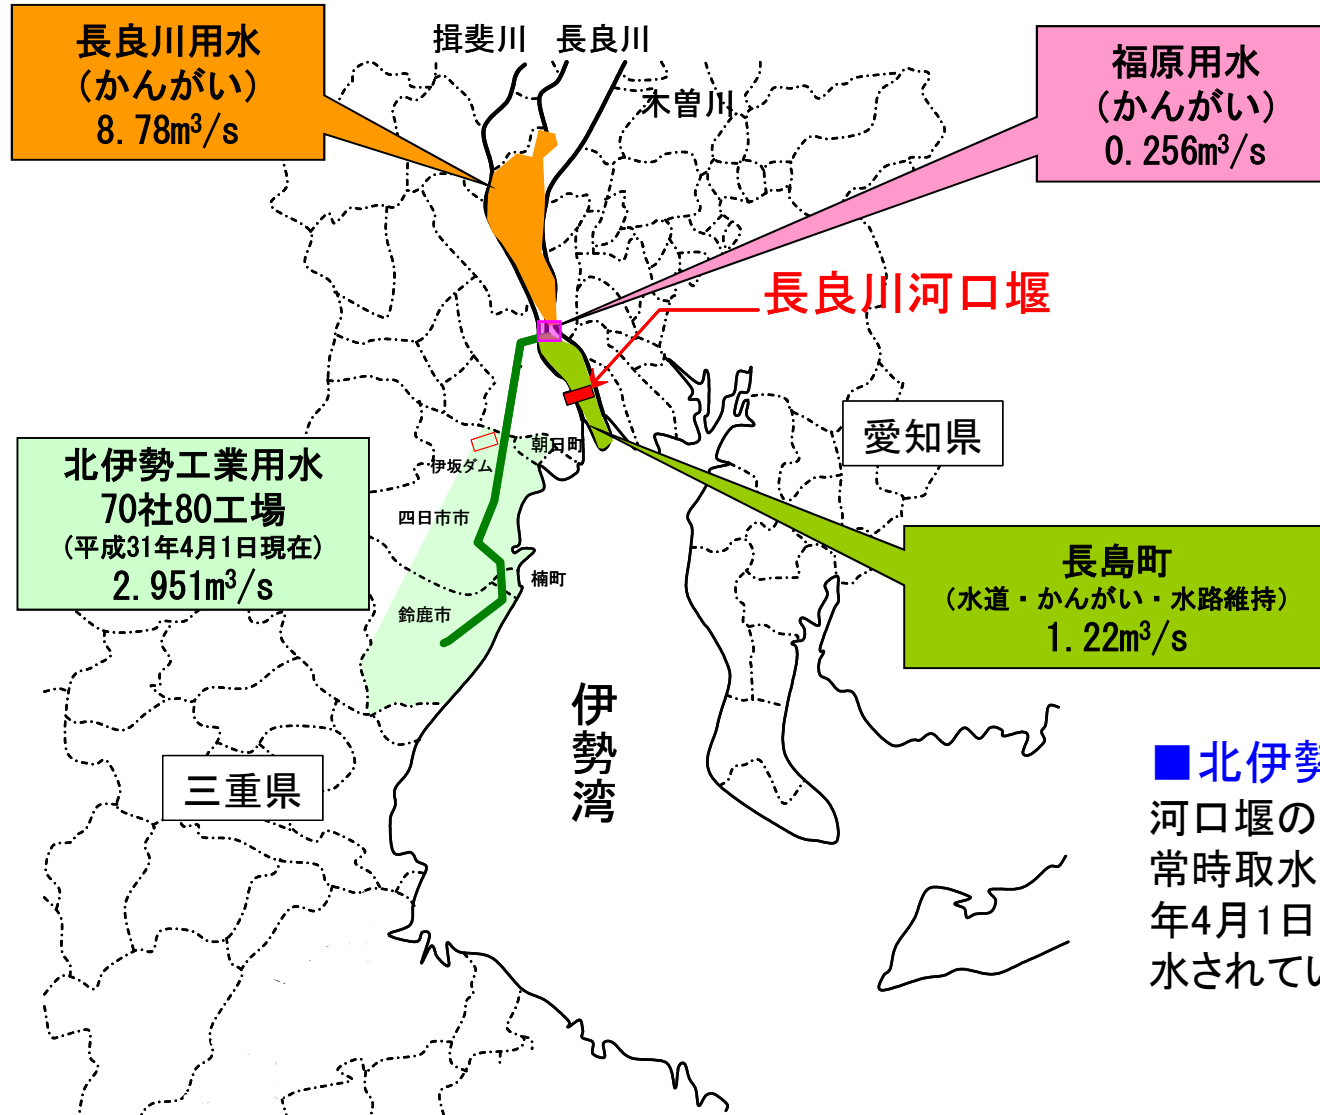 長良川用水
(かんがい)
8.78m³/s
揖斐川
長良川
木曽川
福原用水
(かんがい)
0.256m³/s
長良川河口堰
愛知県
北伊勢工業用水
70社80工場
(平成31年4月1日現在)
2.951m³/s
朝日町
伊坂ダム
四日市市
楠町
鈴鹿市
長島町
(水道・かんがい・水路維持)
1.22m³/s
伊勢湾
三重県
■北伊勢
河口堰の
常時取水
年4月1日
水されてい